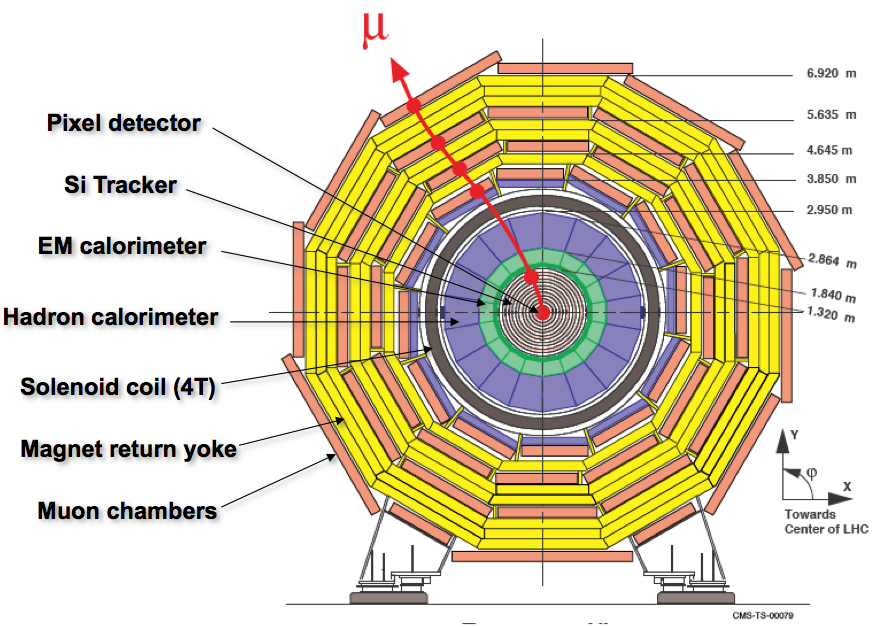 μ
6.920 m
Pixel detector
5.635 m
4.645 m
Si Tracker
3.850 m
2.950 m
EM calorimeter
2.864 m
1.840 m
1.320 m
Hadron calorimeter
Solenoid coil (4T)
Magnet return yoke
Muon chambers
Y
φ
X
Towards
Center of LHC
CMS-TS-00079